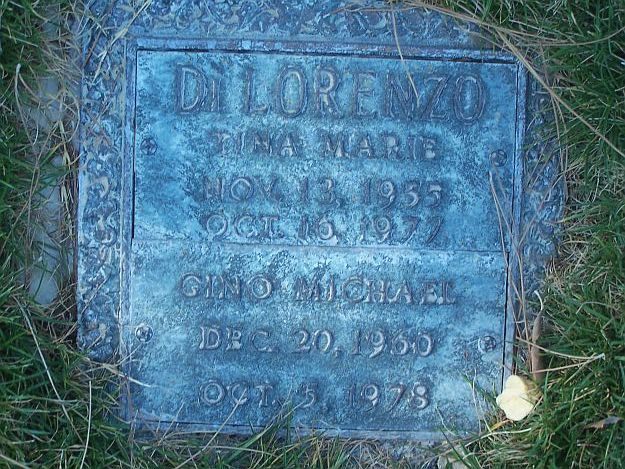 Di LORENZO
TINA MARIE
NOV. 13, 1955
OCT. 16, 1977
GINO MICHAEL
DEC. 20, 1960
OCT. 5, 1978